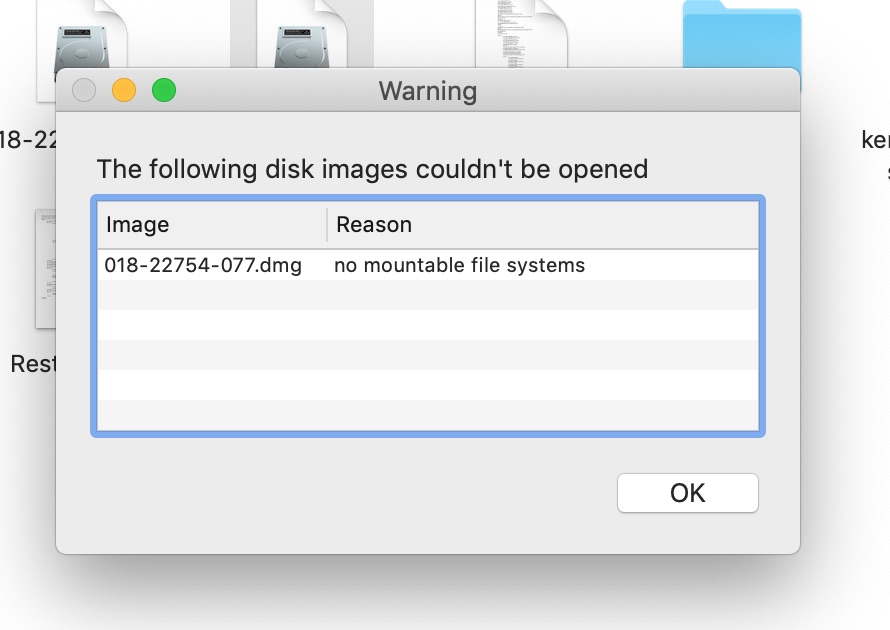 Warning
18-22
ker
The following disk images couldn't be opened
Image Reason
018-22754-077.dmg no mountable file systems
Rest
OK